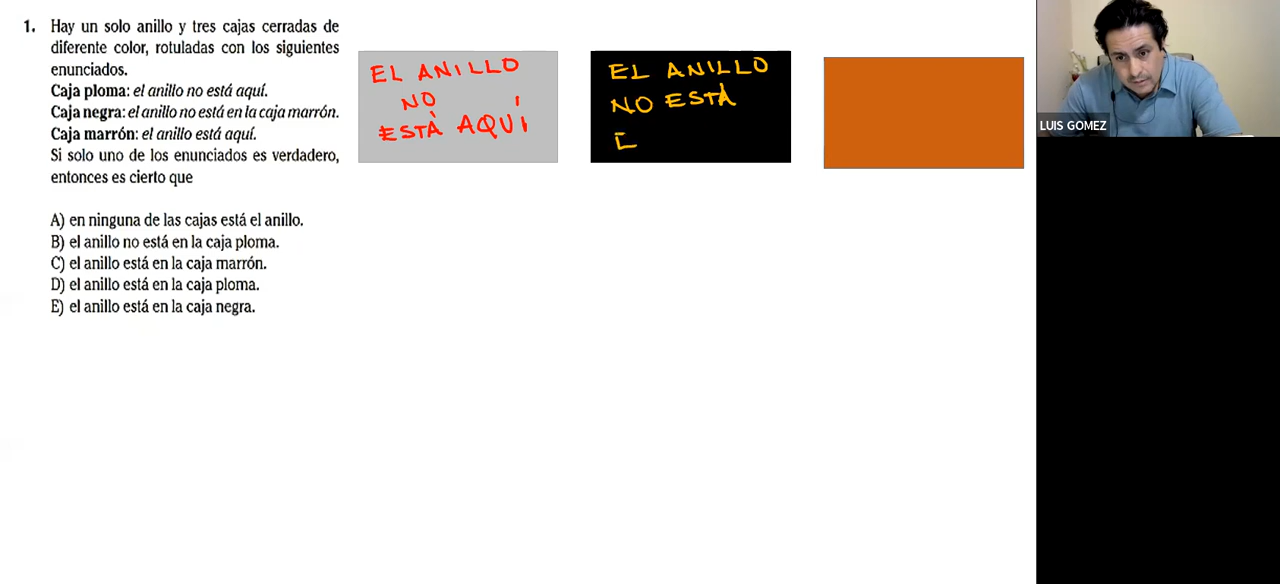 1. Hay un solo anillo y tres cajas cerradas de
diferente color, rotuladas con los siguientes
enunciados.
Caja ploma: el anillo no está aquí.
Caja negra: el anillo no está en la caja marrón.
Caja marrón: el anillo está aquí.
Si solo uno de los enunciados es verdadero,
entonces es cierto que
A) en ninguna de las cajas está el anillo.
B) el anillo no está en la caja ploma.
C) el anillo está en la caja marrón.
D) el anillo está en la caja ploma.
E) el anillo está en la caja negra.
EL ANILLO
NO
ESTÁ AQUÍ
EL ANILLO
NO ESTÁ
LUIS GOMEZ